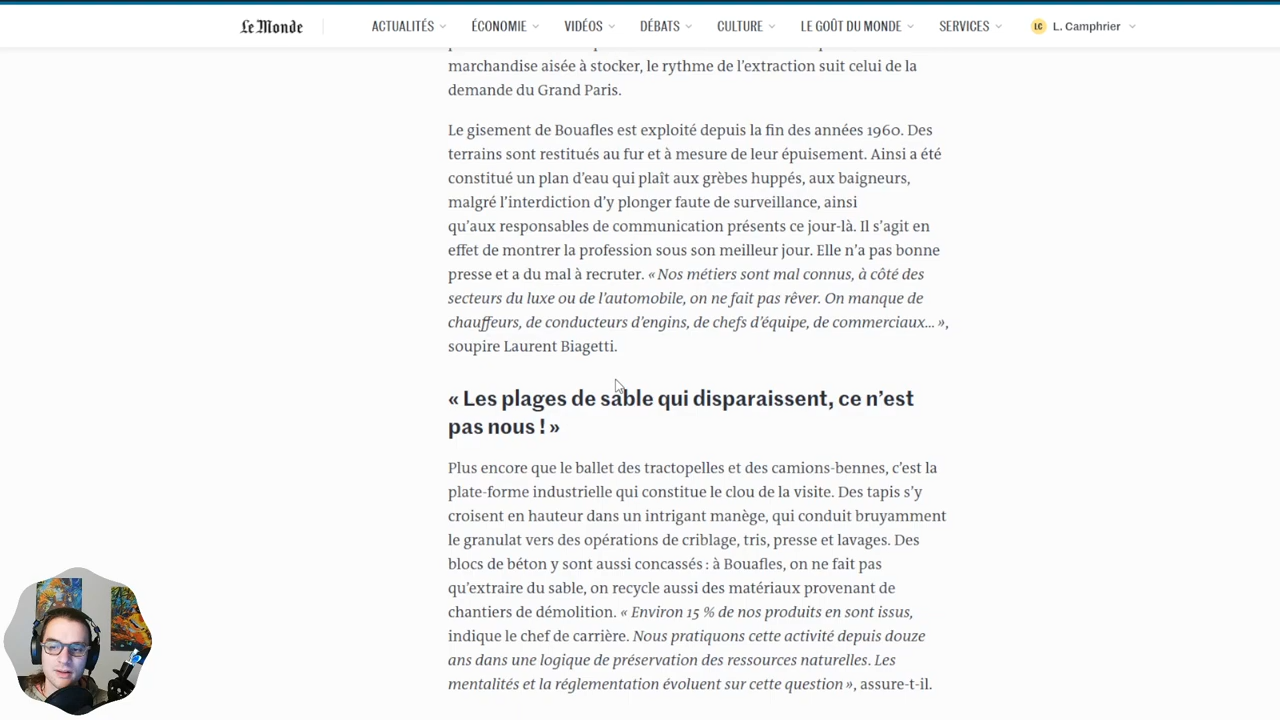 Le Monde
ACTUALITÉS
ÉCONOMIE
VIDÉOS
DÉBATS
CULTURE
LE GOÛT DU MONDE
SERVICES
LC
L. Camphrier
marchandise aisée à stocker, le rythme de l’extraction suit celui de la
demande du Grand Paris.
Le gisement de Bouafles est exploité depuis la fin des années 1960. Des
terrains sont restitués au fur et à mesure de leur épuisement. Ainsi a été
constitué un plan d’eau qui plaît aux grèbes huppés, aux baigneurs,
malgré l’interdiction d’y plonger faute de surveillance, ainsi
qu’aux responsables de communication présents ce jour-là. Il s’agit en
effet de montrer la profession sous son meilleur jour. Elle n’a pas bonne
presse et a du mal à recruter. « Nos métiers sont mal connus, à côté des
secteurs du luxe ou de l’automobile, on ne fait pas rêver. On manque de
chauffeurs, de conducteurs d’engins, de chefs d’équipe, de commerciaux… »,
soupire Laurent Biagetti.
« Les plages de sable qui disparaissent, ce n’est
pas nous ! »
Plus encore que le ballet des tractopelles et des camions-bennes, c’est la
plate-forme industrielle qui constitue le clou de la visite. Des tapis s’y
croisent en hauteur dans un intrigant manège, qui conduit bruyamment
le granulat vers des opérations de criblage, tris, presse et lavages. Des
blocs de béton y sont aussi concassés : à Bouafles, on ne fait pas
qu’extraire du sable, on recycle aussi des matériaux provenant de
chantiers de démolition. « Environ 15 % de nos produits en sont issus,
indique le chef de carrière. Nous pratiquons cette activité depuis douze
ans dans une logique de préservation des ressources naturelles. Les
mentalités et la réglementation évoluent sur cette question », assure-t-il.